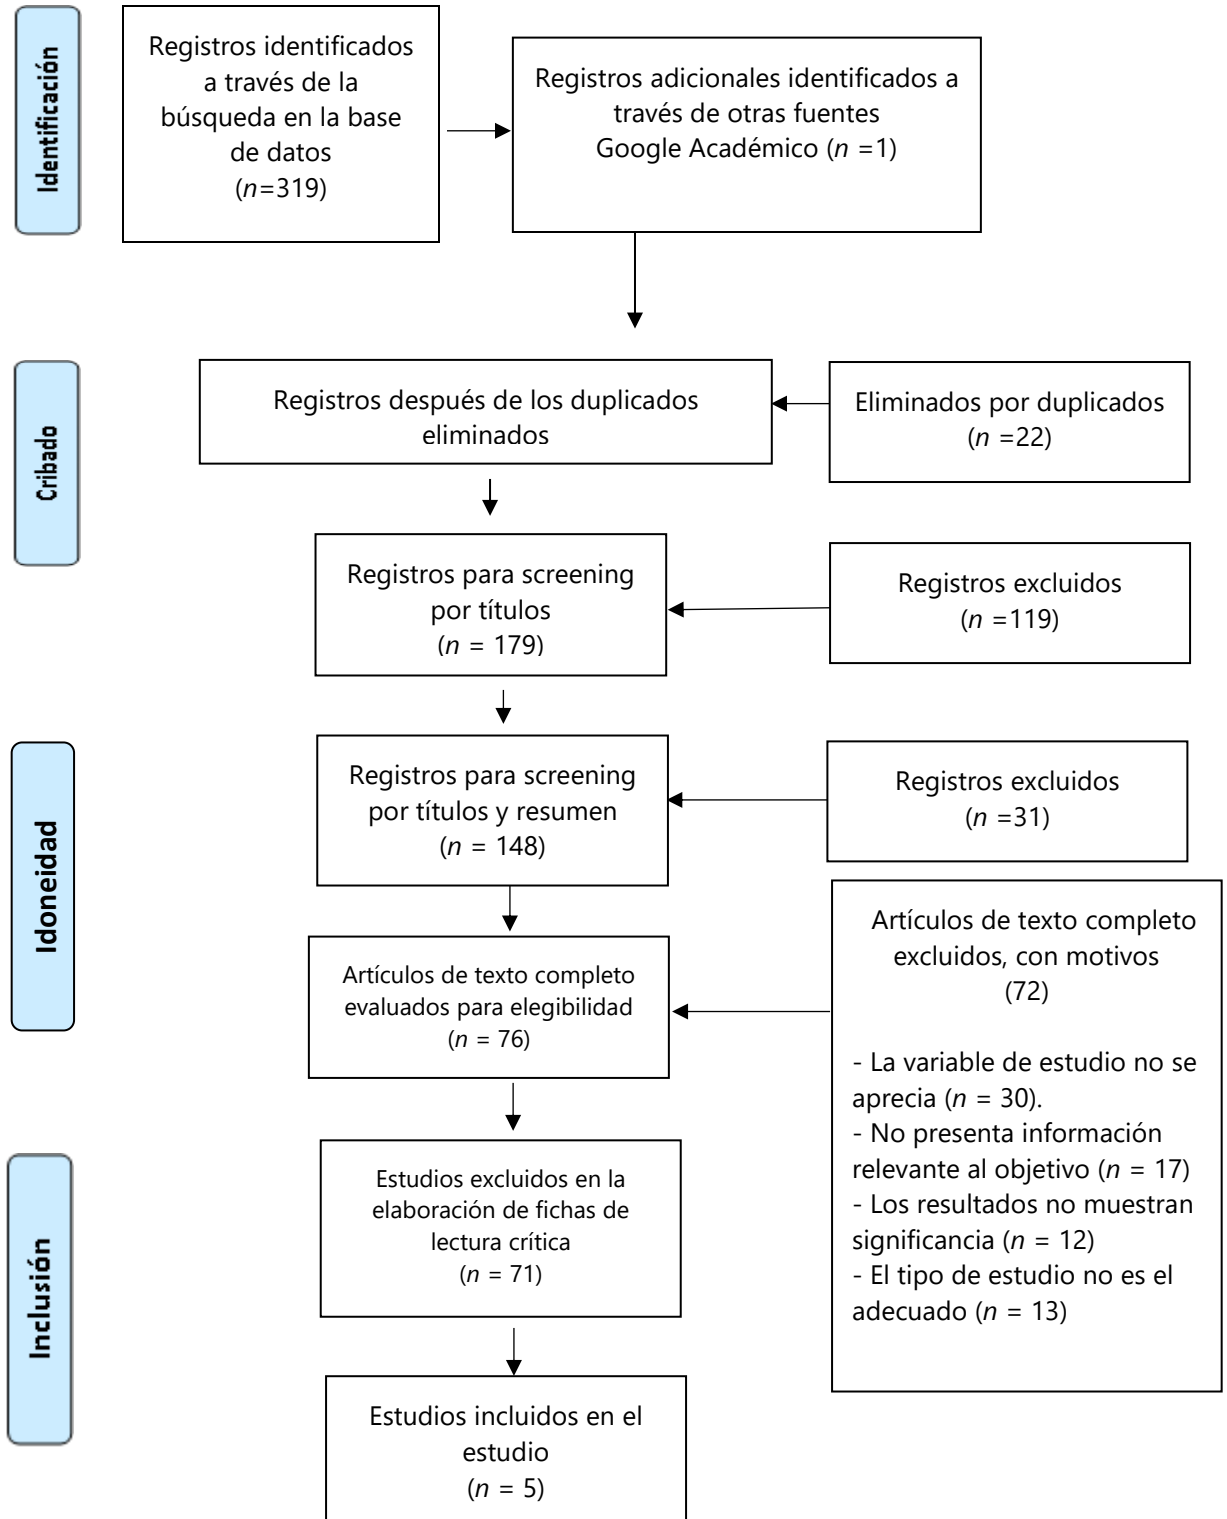 Identificación
Registros identificados
a través de la
búsqueda en la base
de datos
(n=319)
Registros adicionales identificados a
través de otras fuentes
Google Académico (n =1)
Cribado
Registros después de los duplicados
eliminados
Eliminados por duplicados
(n =22)
Registros para screening
por títulos
(n = 179)
Registros excluidos
(n =119)
Idoneidad
Registros para screening
por títulos y resumen
(n = 148)
Registros excluidos
(n =31)
Artículos de texto completo
evaluados para elegibilidad
(n = 76)
Artículos de texto completo
excluidos, con motivos
(72)
- La variable de estudio no se
aprecia (n = 30).
- No presenta información
relevante al objetivo (n = 17)
- Los resultados no muestran
significancia (n = 12)
- El tipo de estudio no es el
adecuado (n = 13)
Inclusión
Estudios excluidos en la
elaboración de fichas de
lectura crítica
(n = 71)
Estudios incluidos en el
estudio
(n = 5)